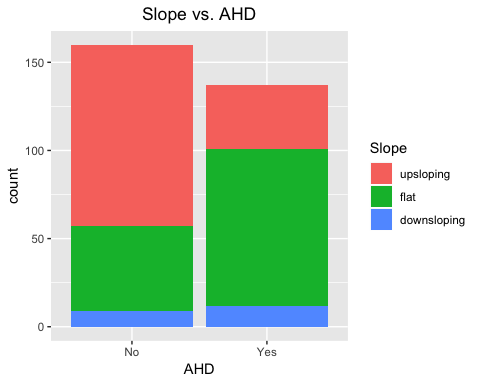 Slope vs. AHD
count
150
100
50
0
No Yes
AHD
Slope
upsloping
flat
downsloping